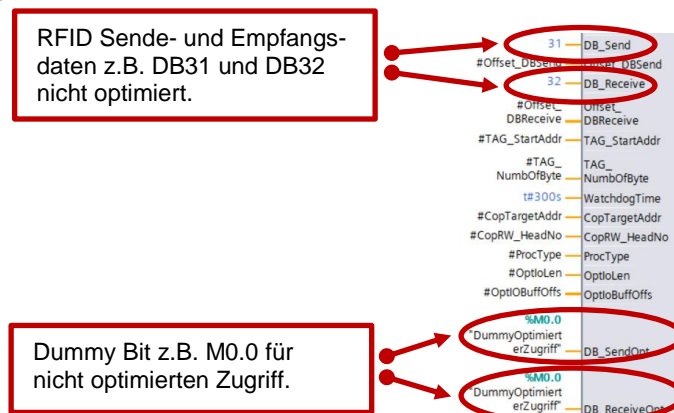 RFID Sende- und Empfangs-
daten z.B. DB31 und DB32
nicht optimiert.
31 DB_Send
#Offset_DBSend Offset_DBSend
32 DB_Receive
#Offset_ Offset_
DBReceive DBReceive
#TAG_StartAddr TAG_StartAddr
#TAG_ TAG_
NumbOfByte NumbOfByte
t#300s WatchdogTime
#CopTargetAddr CopTargetAddr
#CopRW_HeadNo CopRW_HeadNo
#ProcType ProcType
#OptIoLen OptIoLen
#OptIOBuffOffs OptIoBuffOffs
Dummy Bit z.B. M0.0 für
nicht optimierten Zugriff.
%M0.0
"DummyOptimiert
erZugriff" DB_SendOpt
%M0.0
"DummyOptimiert
erZugriff" DB_ReceiveOpt